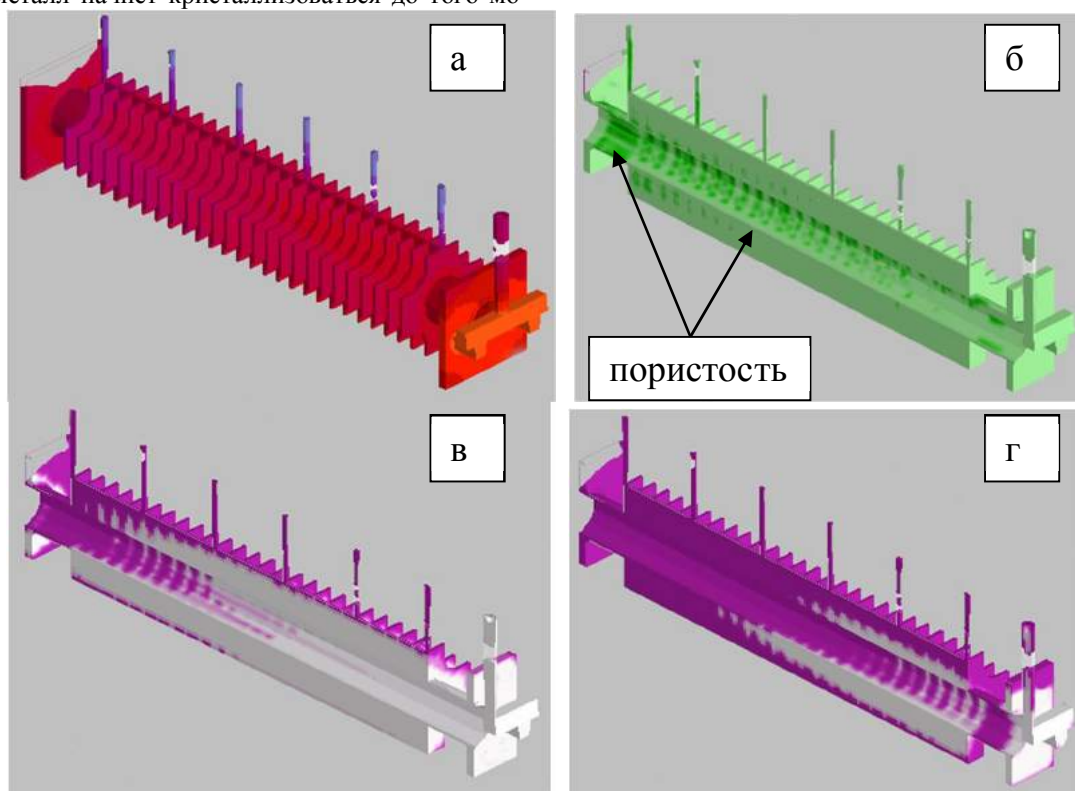 металл начнет кристаллизоваться до того мо-
а
б
пористость
в
г